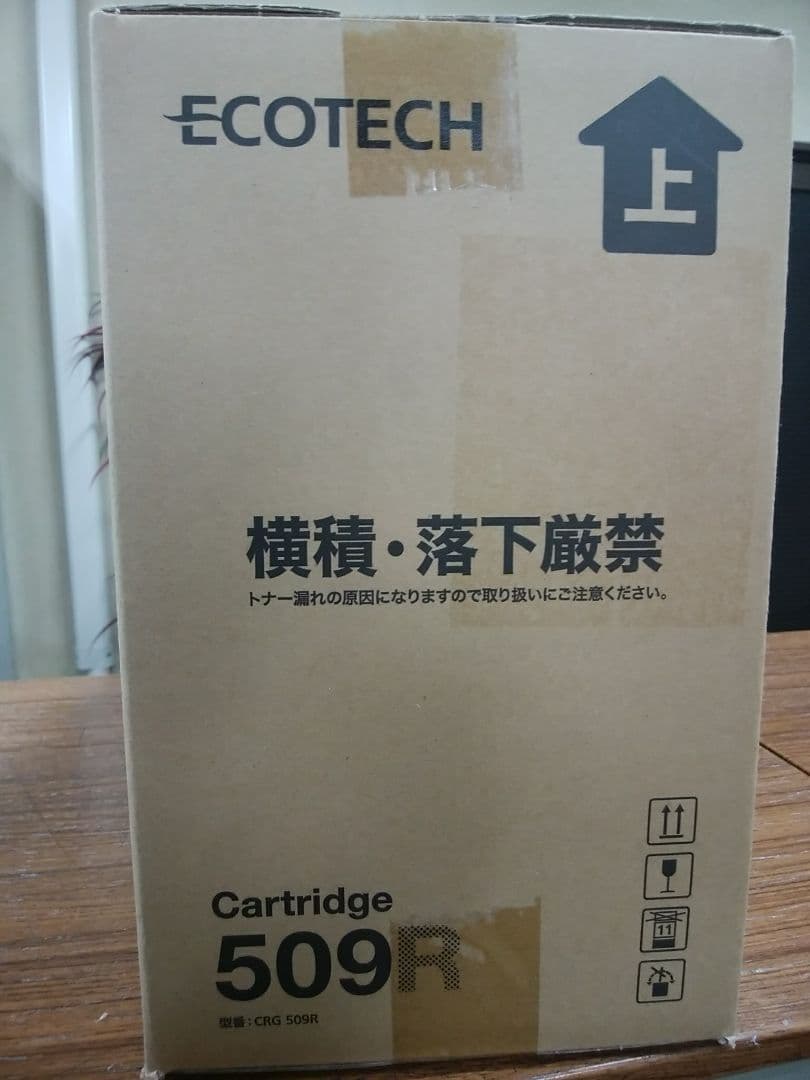 ECOTECH
上
横積・落下厳禁
トナー漏れの原因になりますので取り扱いにご注意ください。
11
Cartridge
509R
型番：CRG 509R